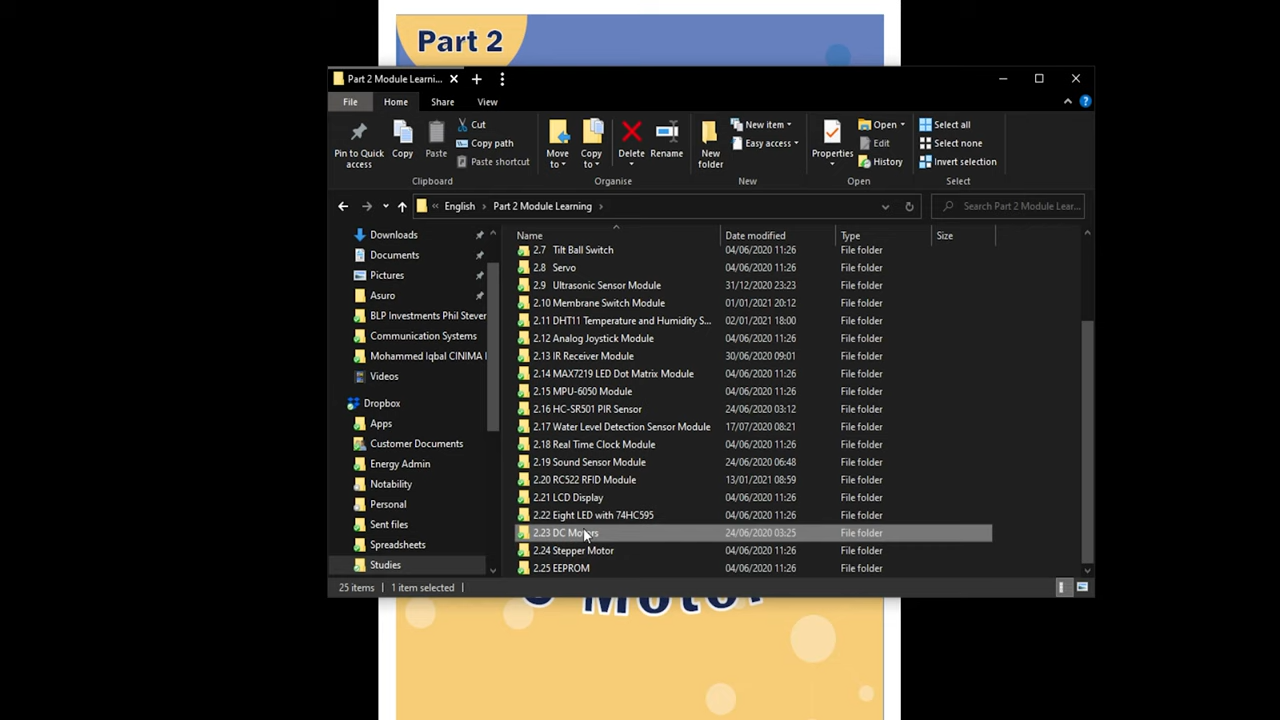 Part 2
Part 2 Module Learni...
File Home Share View
Pin to Quick access
Copy
Paste
Cut
Copy path
Paste shortcut
Clipboard
Move to
Copy to
Delete
Rename
Organise
New folder
New item
Easy access
New
Properties
Open
Edit
History
Open
Select all
Select none
Invert selection
Select
« English › Part 2 Module Learning ›
Search Part 2 Module Lear...
Downloads
Documents
Pictures
Asuro
BLP Investments Phil Steven
Communication Systems
Mohammed Iqbal CINIMA
Videos
Dropbox
Apps
Customer Documents
Energy Admin
Notability
Personal
Sent files
Spreadsheets
Studies
Name Date modified Type Size
2.7 Tilt Ball Switch 04/06/2020 11:26 File folder
2.8 Servo 04/06/2020 11:26 File folder
2.9 Ultrasonic Sensor Module 31/12/2020 23:23 File folder
2.10 Membrane Switch Module 01/01/2021 20:12 File folder
2.11 DHT11 Temperature and Humidity S... 02/01/2021 18:00 File folder
2.12 Analog Joystick Module 04/06/2020 11:26 File folder
2.13 IR Receiver Module 30/06/2020 09:01 File folder
2.14 MAX7219 LED Dot Matrix Module 04/06/2020 11:26 File folder
2.15 MPU-6050 Module 04/06/2020 11:26 File folder
2.16 HC-SR501 PIR Sensor 24/06/2020 03:12 File folder
2.17 Water Level Detection Sensor Module 17/07/2020 08:21 File folder
2.18 Real Time Clock Module 04/06/2020 11:26 File folder
2.19 Sound Sensor Module 24/06/2020 06:48 File folder
2.20 RC522 RFID Module 13/01/2021 08:59 File folder
2.21 LCD Display 04/06/2020 11:26 File folder
2.22 Eight LED with 74HC595 04/06/2020 11:26 File folder
2.23 DC Motors 24/06/2020 03:25 File folder
2.24 Stepper Motor 04/06/2020 11:26 File folder
2.25 EEPROM 04/06/2020 11:26 File folder
25 items 1 item selected
Motor